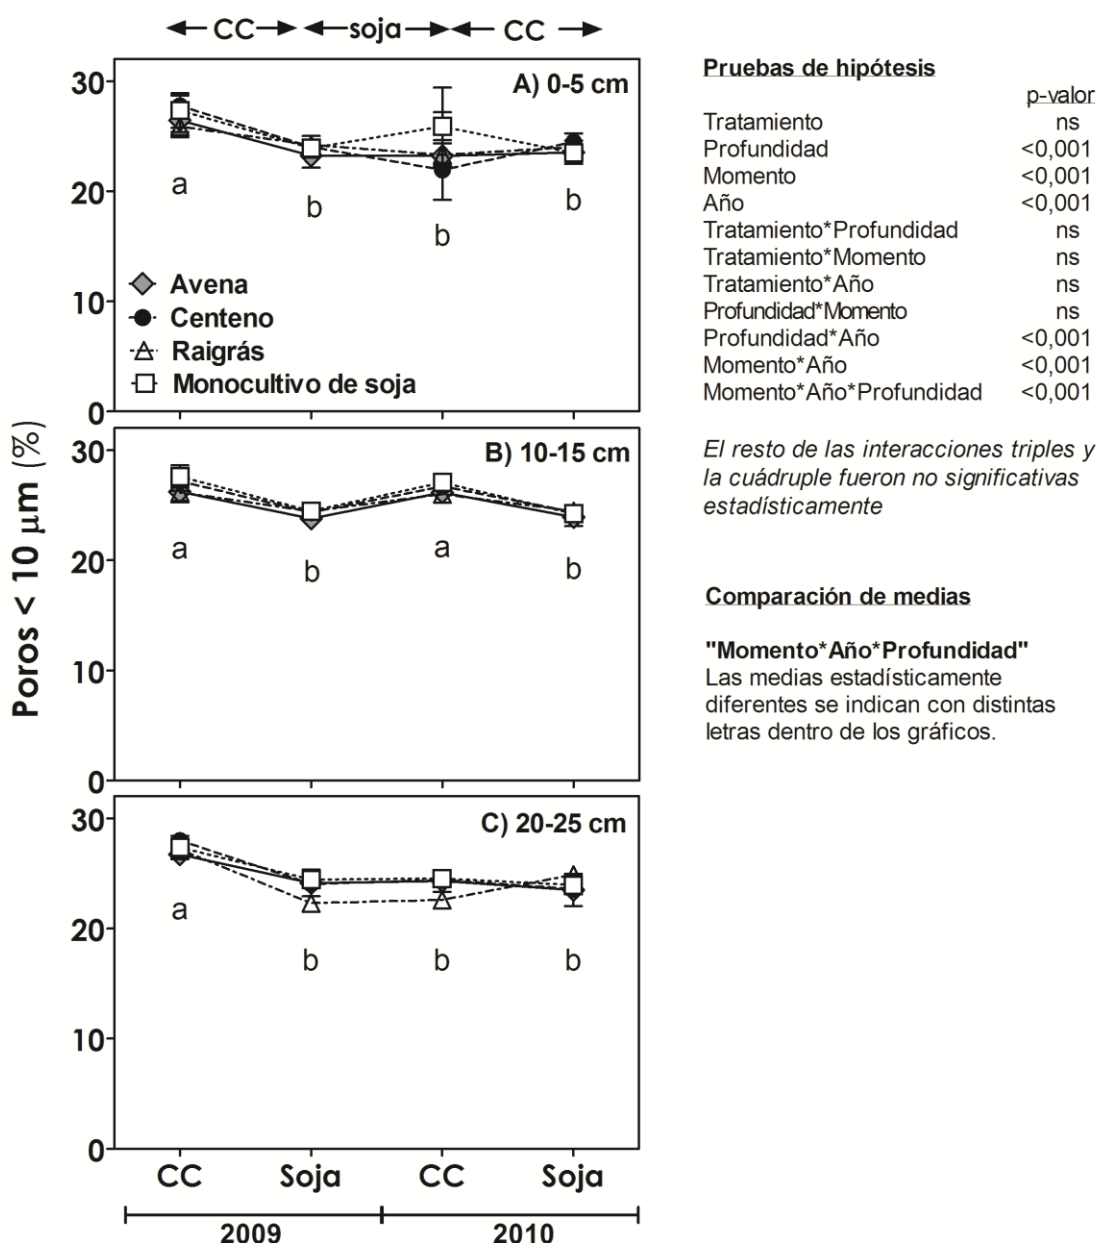 CC soja CC
A) 0-5 cm
30
20
10
0
a b b b
Avena
Centeno
Raigrás
Monocultivo de soja
B) 10-15 cm
30
20
10
0
a b a b
C) 20-25 cm
30
20
10
0
a b b b
Poros < 10 µm (%)
CC Soja CC Soja
2009 2010
Pruebas de hipótesis
p-valor
Tratamiento ns
Profundidad <0,001
Momento <0,001
Año <0,001
Tratamiento*Profundidad ns
Tratamiento*Momento ns
Tratamiento*Año ns
Profundidad*Momento ns
Profundidad*Año <0,001
Momento*Año <0,001
Momento*Año*Profundidad <0,001
El resto de las interacciones triples y
la cuádruple fueron no significativas
estadísticamente
Comparación de medias
"Momento*Año*Profundidad"
Las medias estadísticamente
diferentes se indican con distintas
letras dentro de los gráficos.